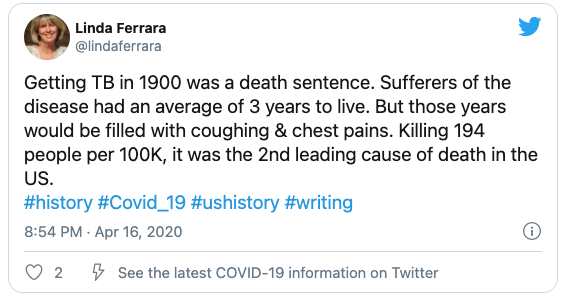 Linda Ferrara
@lindaferrara
Getting TB in 1900 was a death sentence. Sufferers of the
disease had an average of 3 years to live. But those years
would be filled with coughing & chest pains. Killing 194
people per 100K, it was the 2nd leading cause of death in the
US.
#history #Covid_19 #ushistory #writing
8:54 PM · Apr 16, 2020
2 See the latest COVID-19 information on Twitter